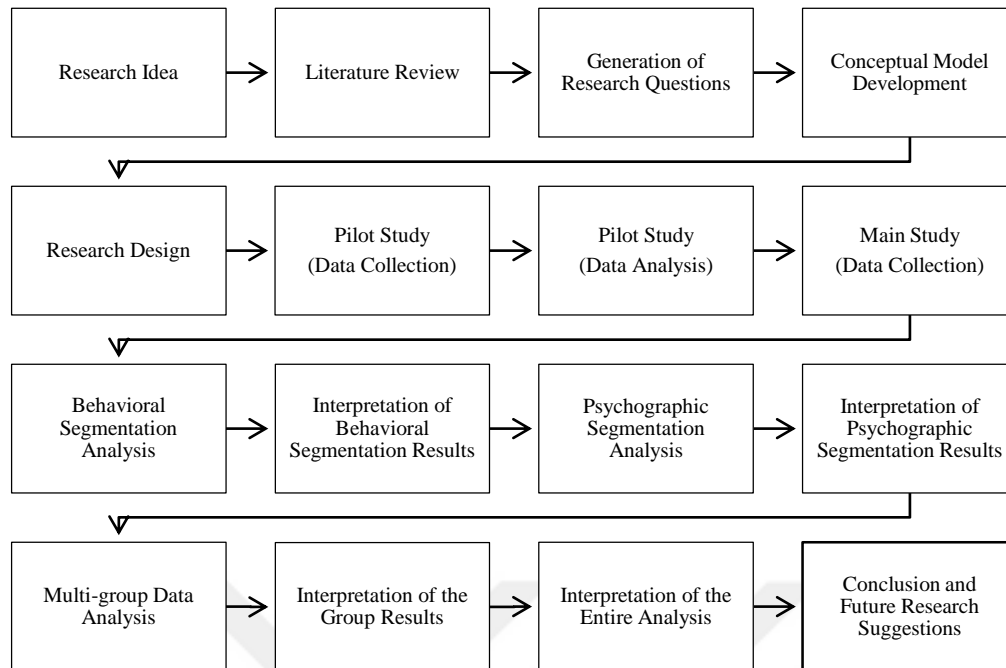 Research Idea
Literature Review
Generation of
Research Questions
Conceptual Model
Development
Research Design
Pilot Study
(Data Collection)
Pilot Study
(Data Analysis)
Main Study
(Data Collection)
Behavioral
Segmentation
Analysis
Interpretation of
Behavioral
Segmentation Results
Psychographic
Segmentation
Analysis
Interpretation of
Psychographic
Segmentation Results
Multi-group Data
Analysis
Interpretation of the
Group Results
Interpretation of the
Entire Analysis
Conclusion and
Future Research
Suggestions